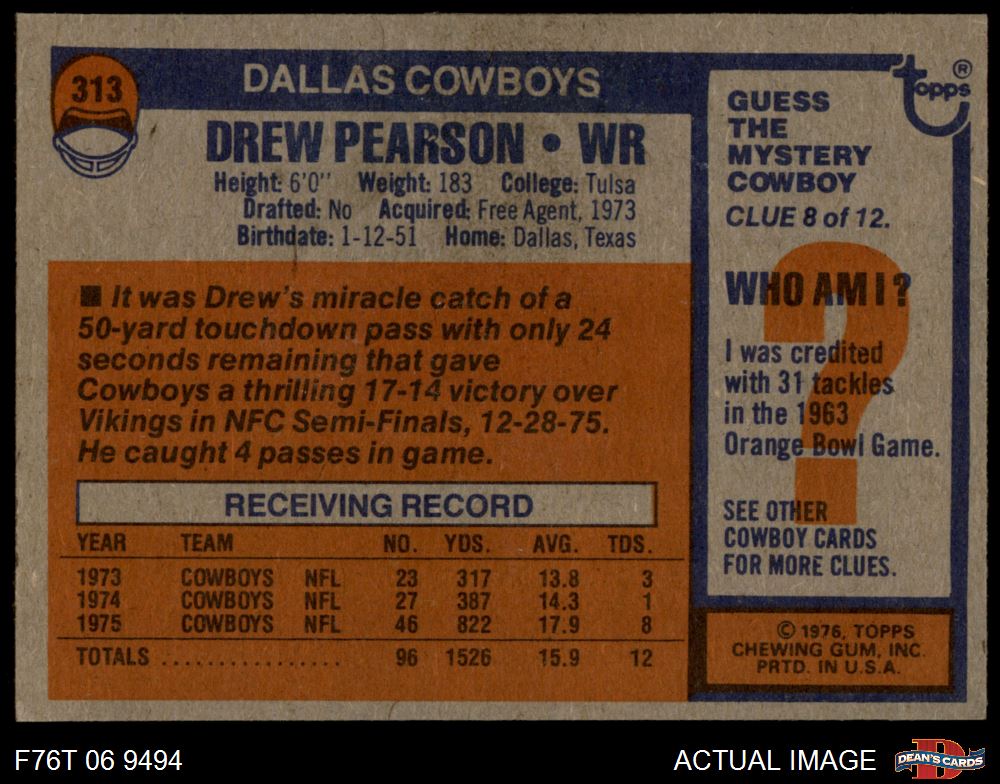 313
DALLAS COWBOYS
DREW PEARSON • WR
Height: 6'0'' Weight: 183 College: Tulsa
Drafted: No Acquired: Free Agent, 1973
Birthdate: 1-12-51 Home: Dallas, Texas
■ It was Drew's miracle catch of a
50-yard touchdown pass with only 24
seconds remaining that gave
Cowboys a thrilling 17-14 victory over
Vikings in NFC Semi-Finals, 12-28-75.
He caught 4 passes in game.
RECEIVING RECORD
YEAR TEAM NO. YDS. AVG. TDS.
1973 COWBOYS NFL 23 317 13.8 3
1974 COWBOYS NFL 27 387 14.3 1
1975 COWBOYS NFL 46 822 17.9 8
TOTALS ................ 96 1526 15.9 12
topps®
GUESS
THE
MYSTERY
COWBOY
CLUE 8 of 12.
?
WHO AM I?
I was credited
with 31 tackles
in the 1963
Orange Bowl Game.
SEE OTHER
COWBOY CARDS
FOR MORE CLUES.
© 1976, TOPPS
CHEWING GUM, INC.
PRTD. IN U.S.A.
F76T 06 9494
ACTUAL IMAGE
D
DEAN'S CARDS